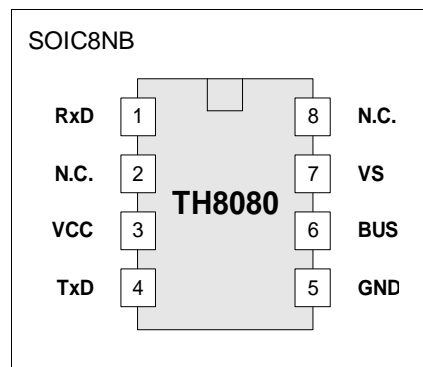 SOIC8NB
RxD 1 8 N.C.
N.C. 2 7 VS
TH8080
VCC 3 6 BUS
TxD 4 5 GND